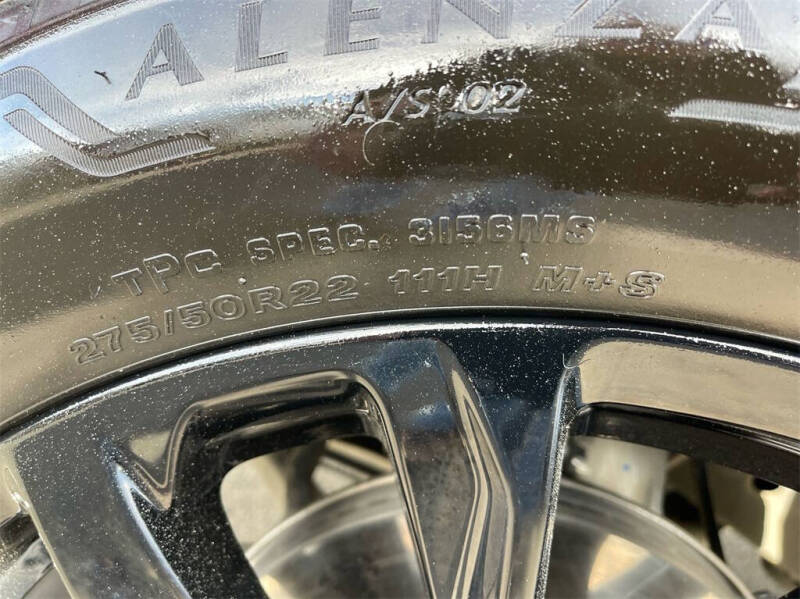 ALENZA
A/S 02
TPC SPEC. 3156MS
275/50R22 111H M+S